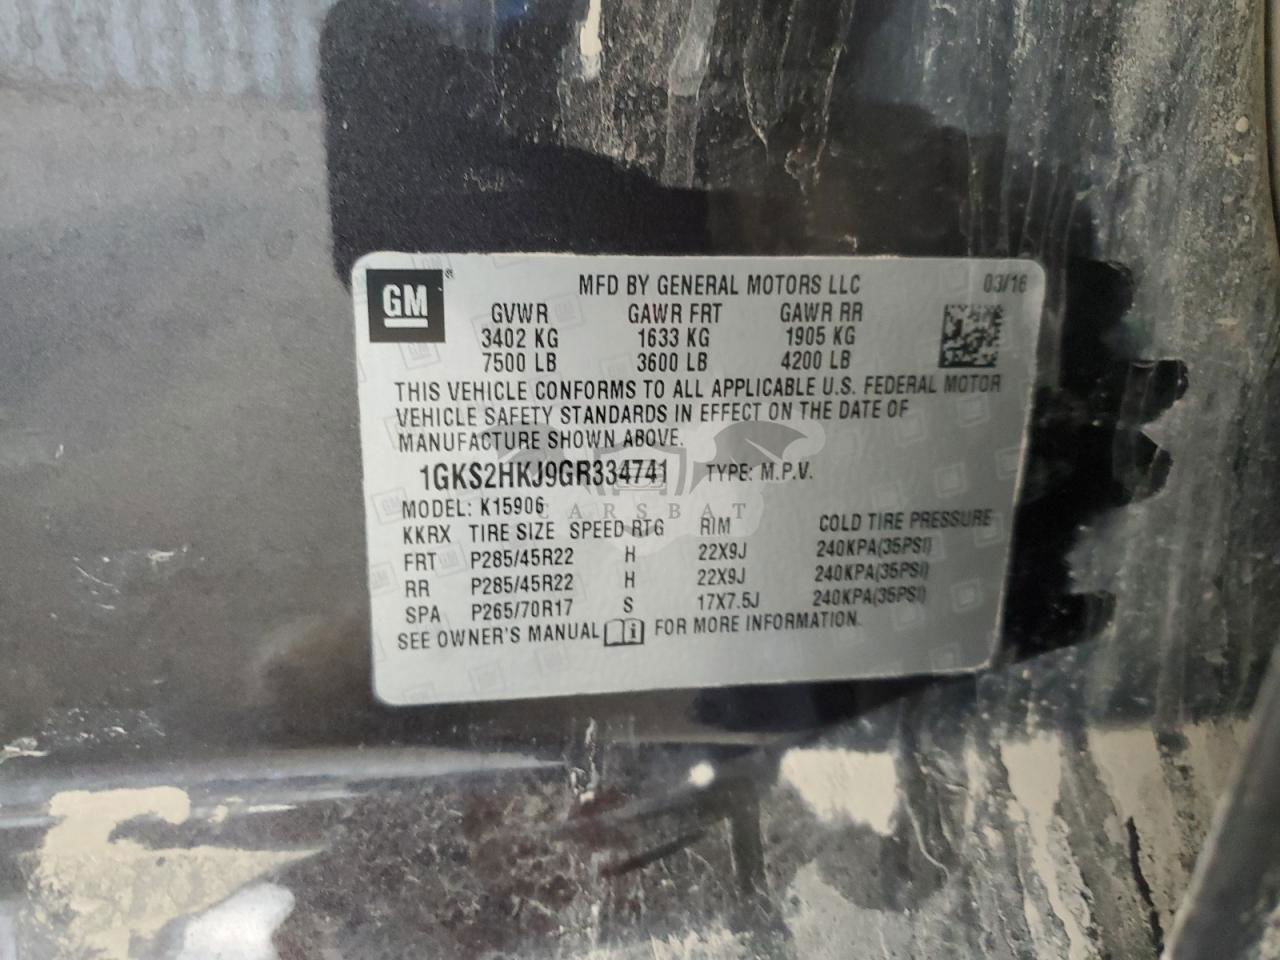 GM®
MFD BY GENERAL MOTORS LLC 03/16
GVWR GAWR FRT GAWR RR
3402 KG 1633 KG 1905 KG
7500 LB 3600 LB 4200 LB
THIS VEHICLE CONFORMS TO ALL APPLICABLE U.S. FEDERAL MOTOR
VEHICLE SAFETY STANDARDS IN EFFECT ON THE DATE OF
MANUFACTURE SHOWN ABOVE.
1GKS2HKJ9GR334741 TYPE: M.P.V.
MODEL: K15906
CARSBAT
KKRX TIRE SIZE SPEED RTG RIM COLD TIRE PRESSURE
FRT P285/45R22 H 22X9J 240KPA(35PSI)
RR P285/45R22 H 22X9J 240KPA(35PSI)
SPA P265/70R17 S 17X7.5J 240KPA(35PSI)
SEE OWNER'S MANUAL FOR MORE INFORMATION.